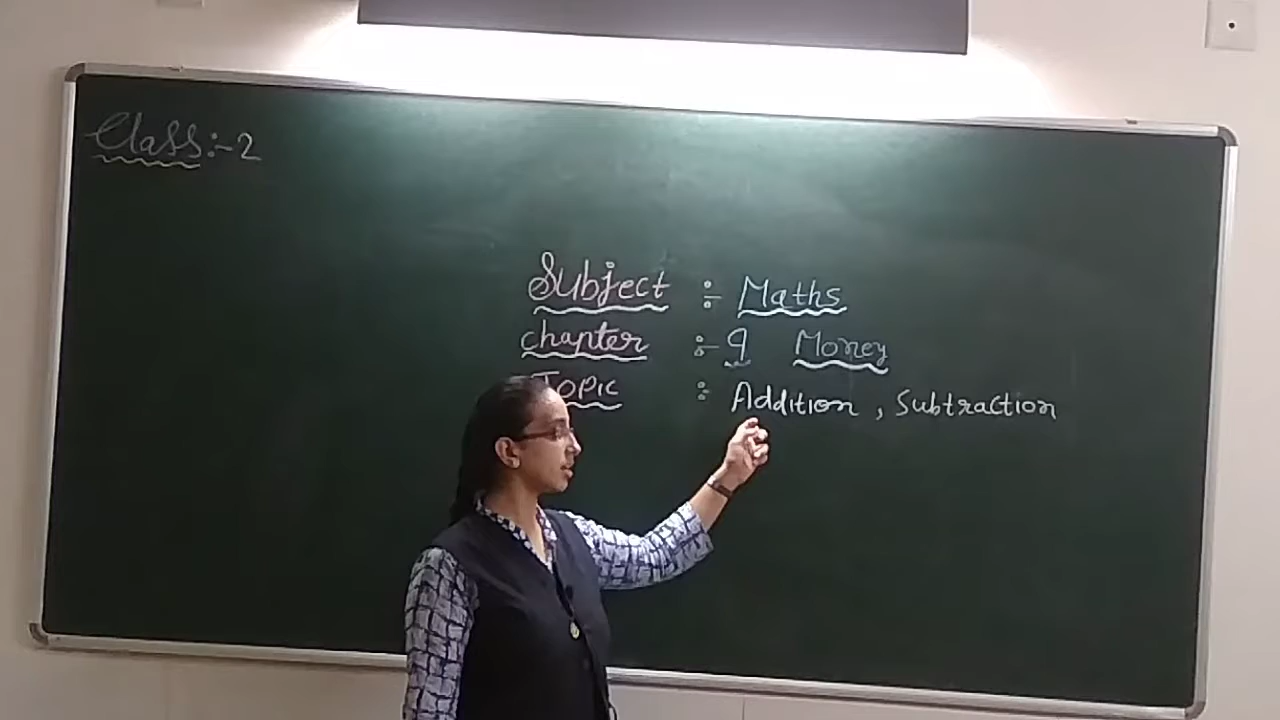 Class:-2
Subject :- Maths
chapter :- 9 Money
Topic : Addition, Subtraction